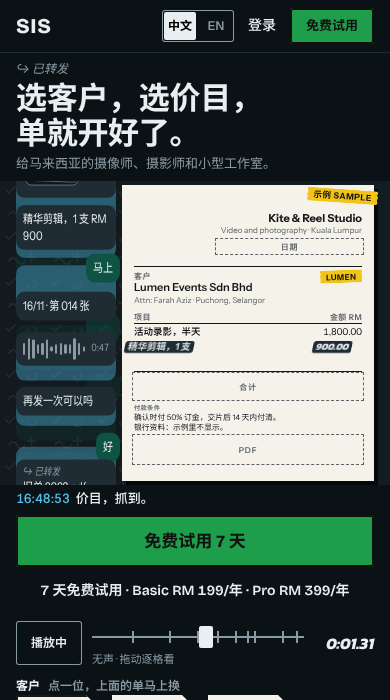 SIS
中文 EN 登录 免费试用
↪ 已转发
选客户，选价目，
单就开好了。
给马来西亚的摄像师、摄影师和小型工作室。
精华剪辑，1 支 RM
900
马上
16/11 · 第 014 张
0:47
再发一次可以吗
好
↪ 已转发
示例 SAMPLE
Kite & Reel Studio
Video and photography · Kuala Lumpur
日期
客户
LUMEN
Lumen Events Sdn Bhd
Attn: Farah Aziz · Puchong, Selangor
项目 金额 RM
活动录影，半天 1,800.00
精华剪辑，1 支 900.00
合计
付款条件
确认时付 50% 订金，交片后 14 天内付清。
银行资料：示例里不显示。
PDF
16:48:53 价目，抓到。
免费试用 7 天
7 天免费试用 · Basic RM 199/年 · Pro RM 399/年
播放中
0:01.31
无声 · 拖动逐格看
客户 点一位，上面的单马上换